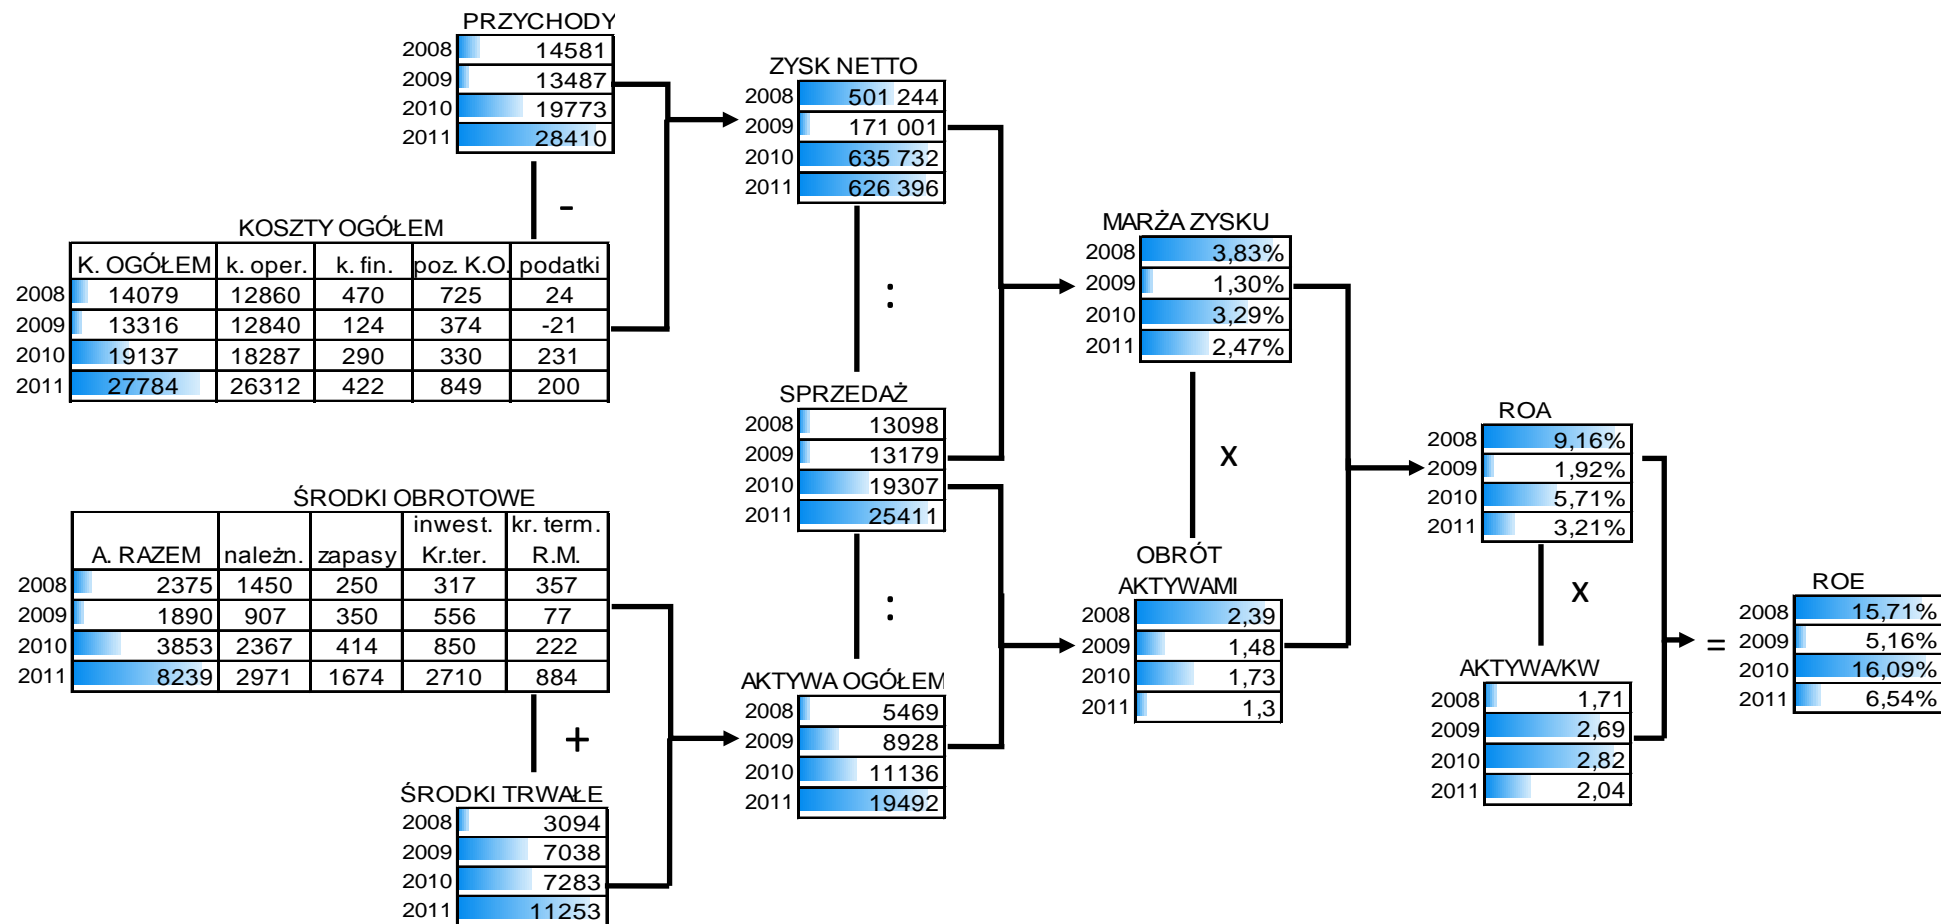 PRZYCHODY
2008 14581
2009 13487
2010 19773
2011 28410
-
KOSZTY OGÓŁEM
K. OGÓŁEM k. oper. k. fin. poz. K.O. podatki
2008 14079 12860 470 725 24
2009 13316 12840 124 374 -21
2010 19137 18287 290 330 231
2011 27784 26312 422 849 200
ŚRODKI OBROTOWE
inwest. kr. term.
A. RAZEM należn. zapasy Kr.ter. R.M.
2008 2375 1450 250 317 357
2009 1890 907 350 556 77
2010 3853 2367 414 850 222
2011 8239 2971 1674 2710 884
+
ŚRODKI TRWAŁE
2008 3094
2009 7038
2010 7283
2011 11253
ZYSK NETTO
2008 501 244
2009 171 001
2010 635 732
2011 626 396
:
SPRZEDAŻ
2008 13098
2009 13179
2010 19307
2011 25411
:
AKTYWA OGÓŁEM
2008 5469
2009 8928
2010 11136
2011 19492
MARŻA ZYSKU
2008 3,83%
2009 1,30%
2010 3,29%
2011 2,47%
x
OBRÓT
AKTYWAMI
2008 2,39
2009 1,48
2010 1,73
2011 1,3
ROA
2008 9,16%
2009 1,92%
2010 5,71%
2011 3,21%
x
AKTYWA/KW
2008 1,71
2009 2,69
2010 2,82
2011 2,04
=
ROE
2008 15,71%
2009 5,16%
2010 16,09%
2011 6,54%